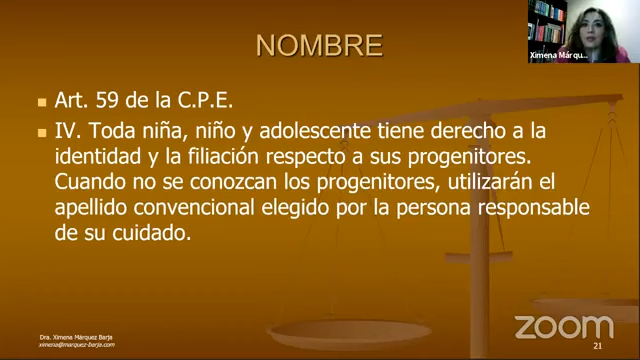 NOMBRE
Ximena Márqu...
Art. 59 de la C.P.E.
IV. Toda niña, niño y adolescente tiene derecho a la
identidad y la filiación respecto a sus progenitores.
Cuando no se conozcan los progenitores, utilizarán el
apellido convencional elegido por la persona responsable
de su cuidado.
Dra. Ximena Márquez Barja
ximena@marquez-barja.com
zoom
21